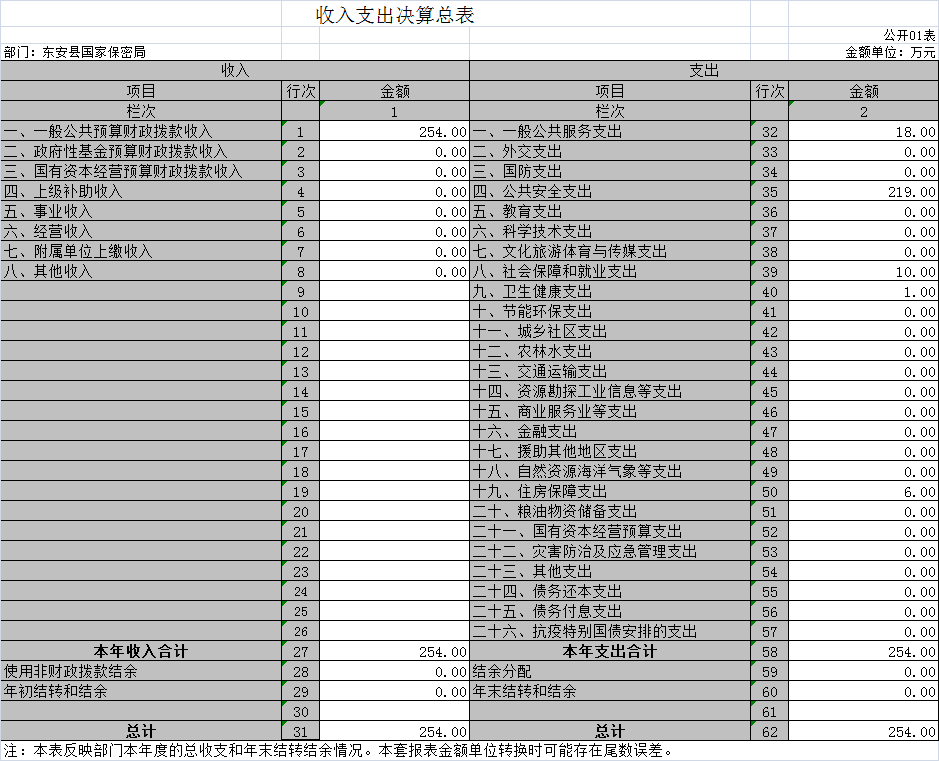 收入支出决算总表
公开01表
部门：东安县国家保密局 金额单位：万元
收入 支出
项目 行次 金额 项目 行次 金额
栏次 1 栏次 2
一、一般公共预算财政拨款收入 1 254.00 一、一般公共服务支出 32 18.00
二、政府性基金预算财政拨款收入 2 0.00 二、外交支出 33 0.00
三、国有资本经营预算财政拨款收入 3 0.00 三、国防支出 34 0.00
四、上级补助收入 4 0.00 四、公共安全支出 35 219.00
五、事业收入 5 0.00 五、教育支出 36 0.00
六、经营收入 6 0.00 六、科学技术支出 37 0.00
七、附属单位上缴收入 7 0.00 七、文化旅游体育与传媒支出 38 0.00
八、其他收入 8 0.00 八、社会保障和就业支出 39 10.00
9 九、卫生健康支出 40 1.00
10 十、节能环保支出 41 0.00
11 十一、城乡社区支出 42 0.00
12 十二、农林水支出 43 0.00
13 十三、交通运输支出 44 0.00
14 十四、资源勘探工业信息等支出 45 0.00
15 十五、商业服务业等支出 46 0.00
16 十六、金融支出 47 0.00
17 十七、援助其他地区支出 48 0.00
18 十八、自然资源海洋气象等支出 49 0.00
19 十九、住房保障支出 50 6.00
20 二十、粮油物资储备支出 51 0.00
21 二十一、国有资本经营预算支出 52 0.00
22 二十二、灾害防治及应急管理支出 53 0.00
23 二十三、其他支出 54 0.00
24 二十四、债务还本支出 55 0.00
25 二十五、债务付息支出 56 0.00
26 二十六、抗疫特别国债安排的支出 57 0.00
本年收入合计 27 254.00 本年支出合计 58 254.00
使用非财政拨款结余 28 0.00 结余分配 59 0.00
年初结转和结余 29 0.00 年末结转和结余 60 0.00
30 61
总计 31 254.00 总计 62 254.00
注：本表反映部门本年度的总收支和年末结转结余情况。本套报表金额单位转换时可能存在尾数误差。